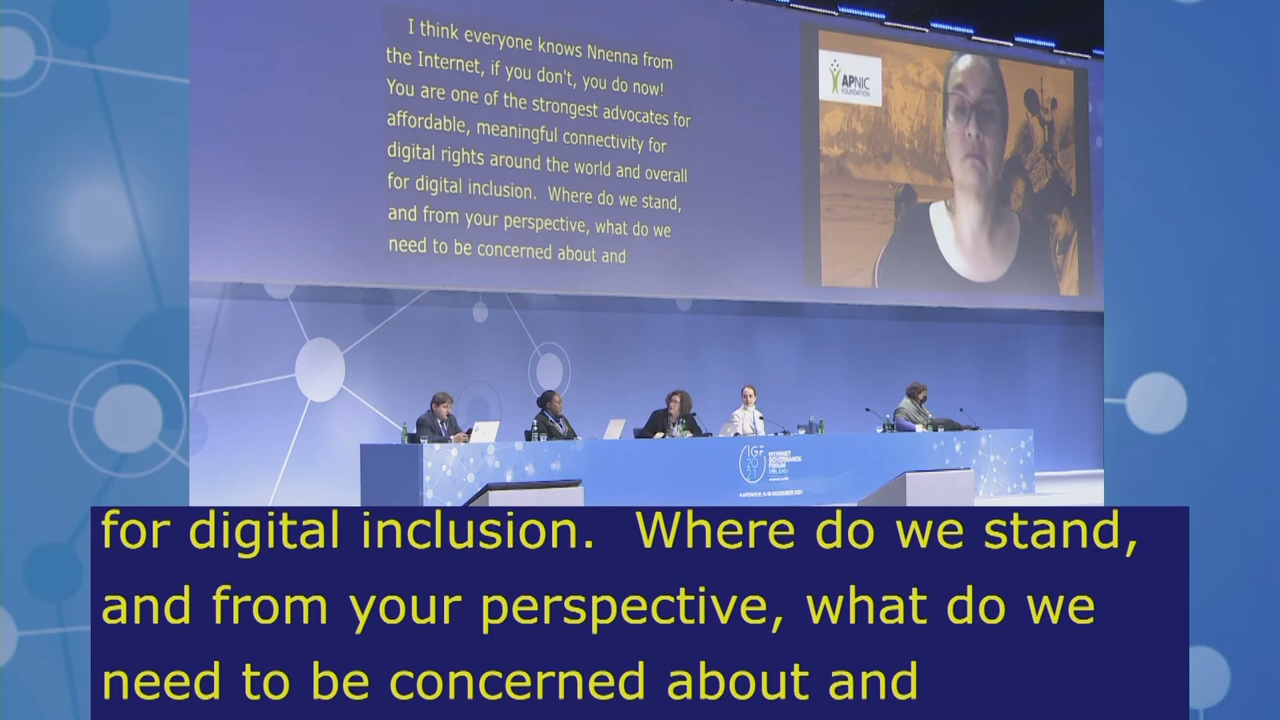 I think everyone knows Nnenna from
the Internet, if you don't, you do now!
You are one of the strongest advocates for
affordable, meaningful connectivity for
digital rights around the world and overall
for digital inclusion.  Where do we stand,
and from your perspective, what do we
need to be concerned about and
APNIC
FOUNDATION
IGF
20
21
INTERNET
GOVERNANCE
FORUM
for digital inclusion.  Where do we stand,
and from your perspective, what do we
need to be concerned about and